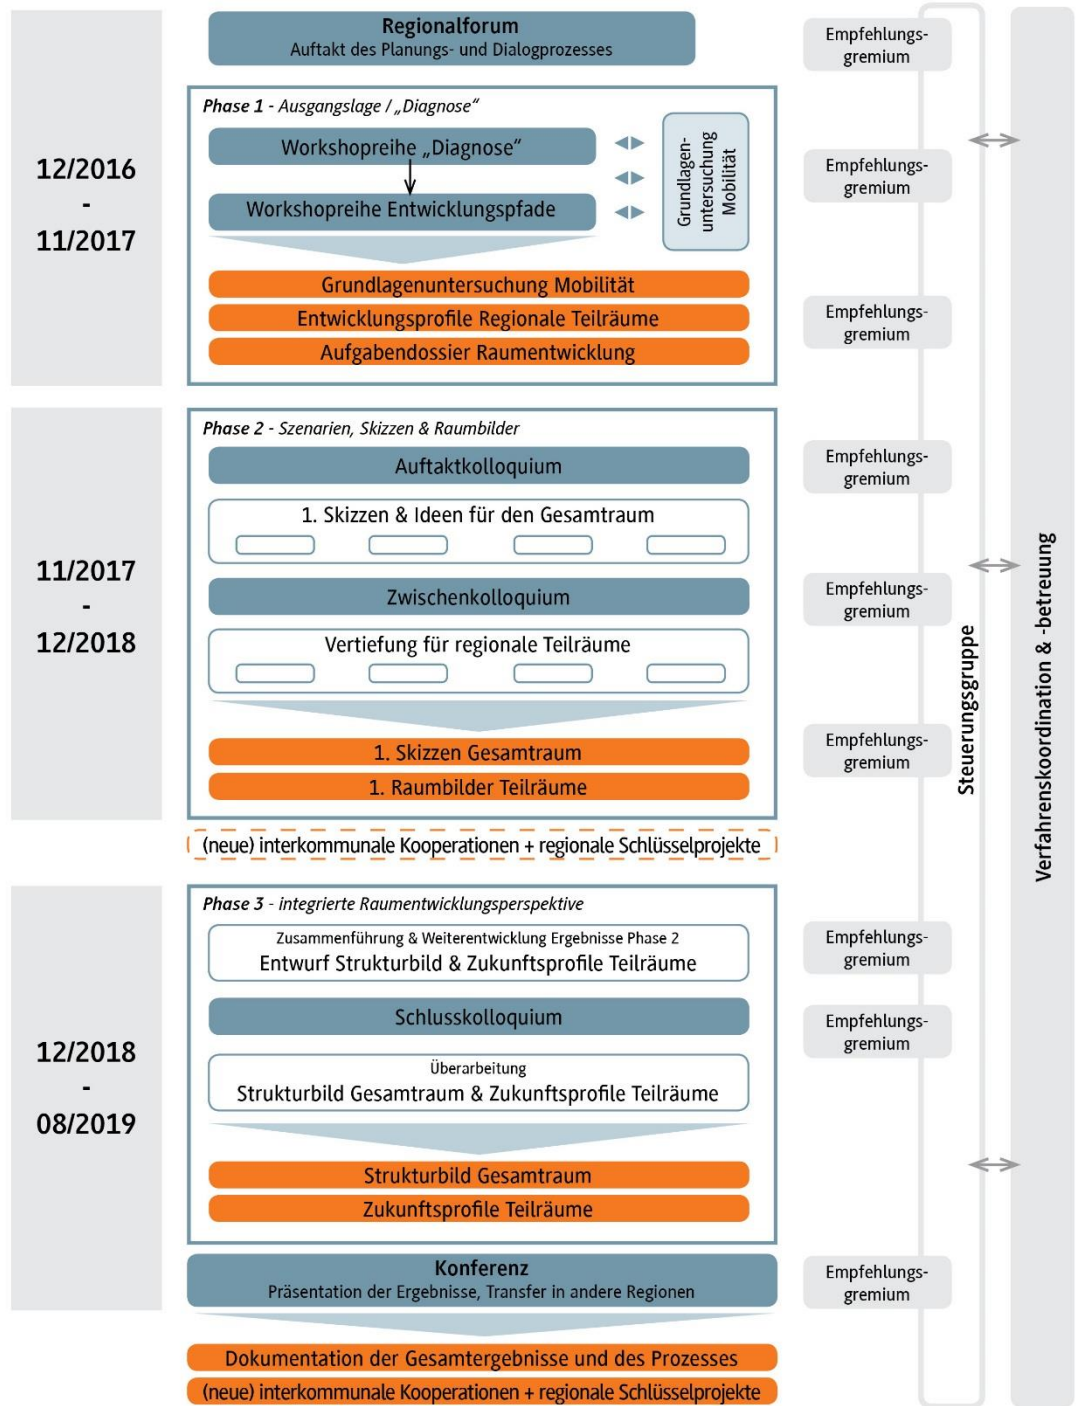 Regionalforum
Auftakt des Planungs- und Dialogprozesses
Empfehlungs-
gremium
12/2016
-
11/2017
Phase 1 - Ausgangslage / „Diagnose“
Workshopreihe „Diagnose“
Workshopreihe Entwicklungspfade
Grundlagen-
untersuchung
Mobilität
Empfehlungs-
gremium
Grundlagenuntersuchung Mobilität
Entwicklungsprofile Regionale Teilräume
Aufgabendossier Raumentwicklung
Empfehlungs-
gremium
11/2017
-
12/2018
Phase 2 - Szenarien, Skizzen & Raumbilder
Auftaktkolloquium
Empfehlungs-
gremium
1. Skizzen & Ideen für den Gesamtraum
Zwischenkolloquium
Empfehlungs-
gremium
Vertiefung für regionale Teilräume
1. Skizzen Gesamtraum
1. Raumbilder Teilräume
Empfehlungs-
gremium
(neue) interkommunale Kooperationen + regionale Schlüsselprojekte
12/2018
-
08/2019
Phase 3 - integrierte Raumentwicklungsperspektive
Zusammenführung & Weiterentwicklung Ergebnisse Phase 2
Entwurf Strukturbild & Zukunftsprofile Teilräume
Empfehlungs-
gremium
Schlusskolloquium
Empfehlungs-
gremium
Überarbeitung
Strukturbild Gesamtraum & Zukunftsprofile Teilräume
Strukturbild Gesamtraum
Zukunftsprofile Teilräume
Konferenz
Präsentation der Ergebnisse, Transfer in andere Regionen
Empfehlungs-
gremium
Dokumentation der Gesamtergebnisse und des Prozesses
(neue) interkommunale Kooperationen + regionale Schlüsselprojekte
Steuerungsgruppe
Verfahrenskoordination & -betreuung